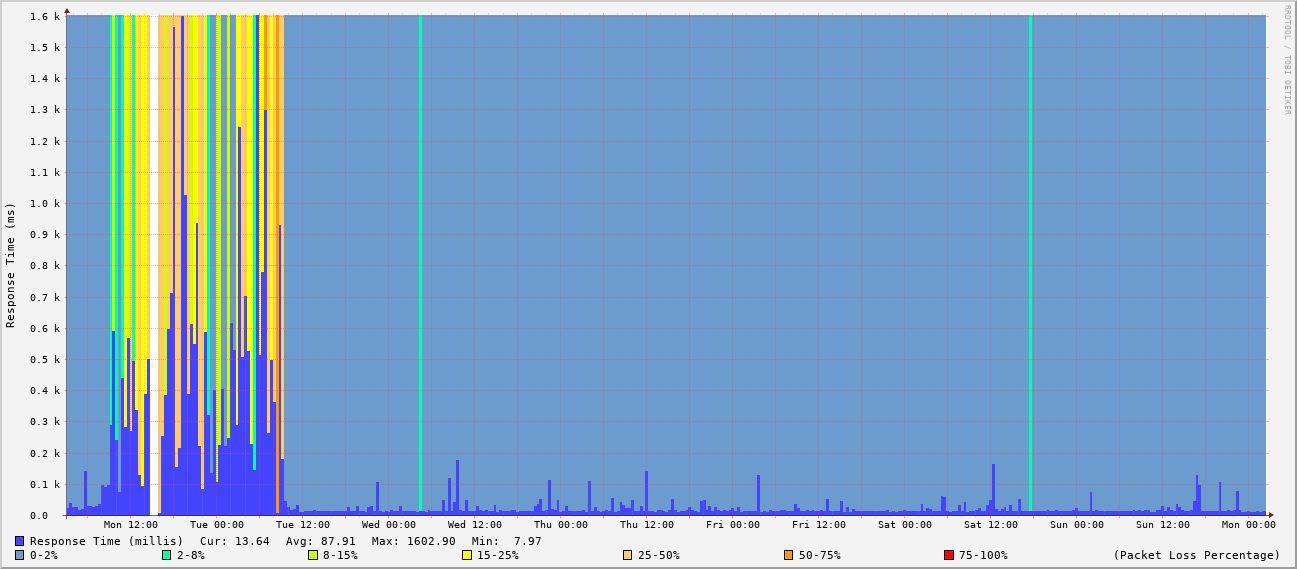 1.6 k
1.5 k
1.4 k
1.3 k
1.2 k
1.1 k
1.0 k
0.9 k
0.8 k
0.7 k
0.6 k
0.5 k
0.4 k
0.3 k
0.2 k
0.1 k
0.0
Response Time (ms)
RRDTOOL / TOBI OETIKER
Mon 12:00 Tue 00:00 Tue 12:00 Wed 00:00 Wed 12:00 Thu 00:00 Thu 12:00 Fri 00:00 Fri 12:00 Sat 00:00 Sat 12:00 Sun 00:00 Sun 12:00 Mon 00:00
Response Time (millis) Cur: 13.64 Avg: 87.91 Max: 1602.90 Min: 7.97
0-2% 2-8% 8-15% 15-25% 25-50% 50-75% 75-100% (Packet Loss Percentage)